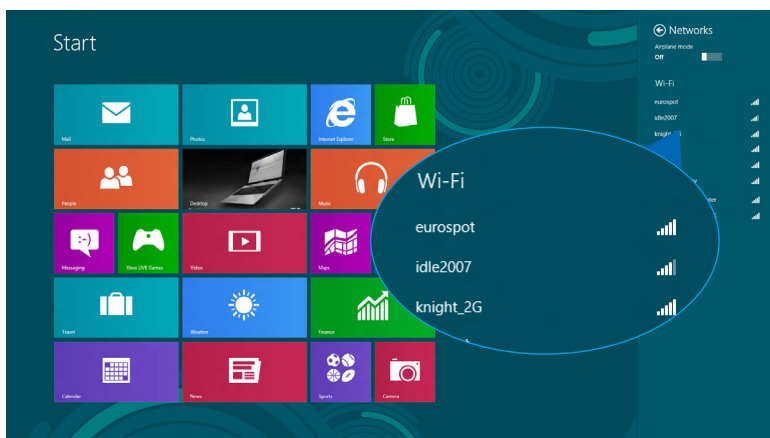 Start
Networks
Airplane mode
Off
Wi-Fi
eurospot
idle2007
Mail
Photos
Internet Explorer
Store
People
Desktop
Music
Messaging
Xbox LIVE Games
Video
Maps
Travel
Weather
Finance
Calendar
News
Sports
Camera
Wi-Fi
eurospot
idle2007
knight_2G